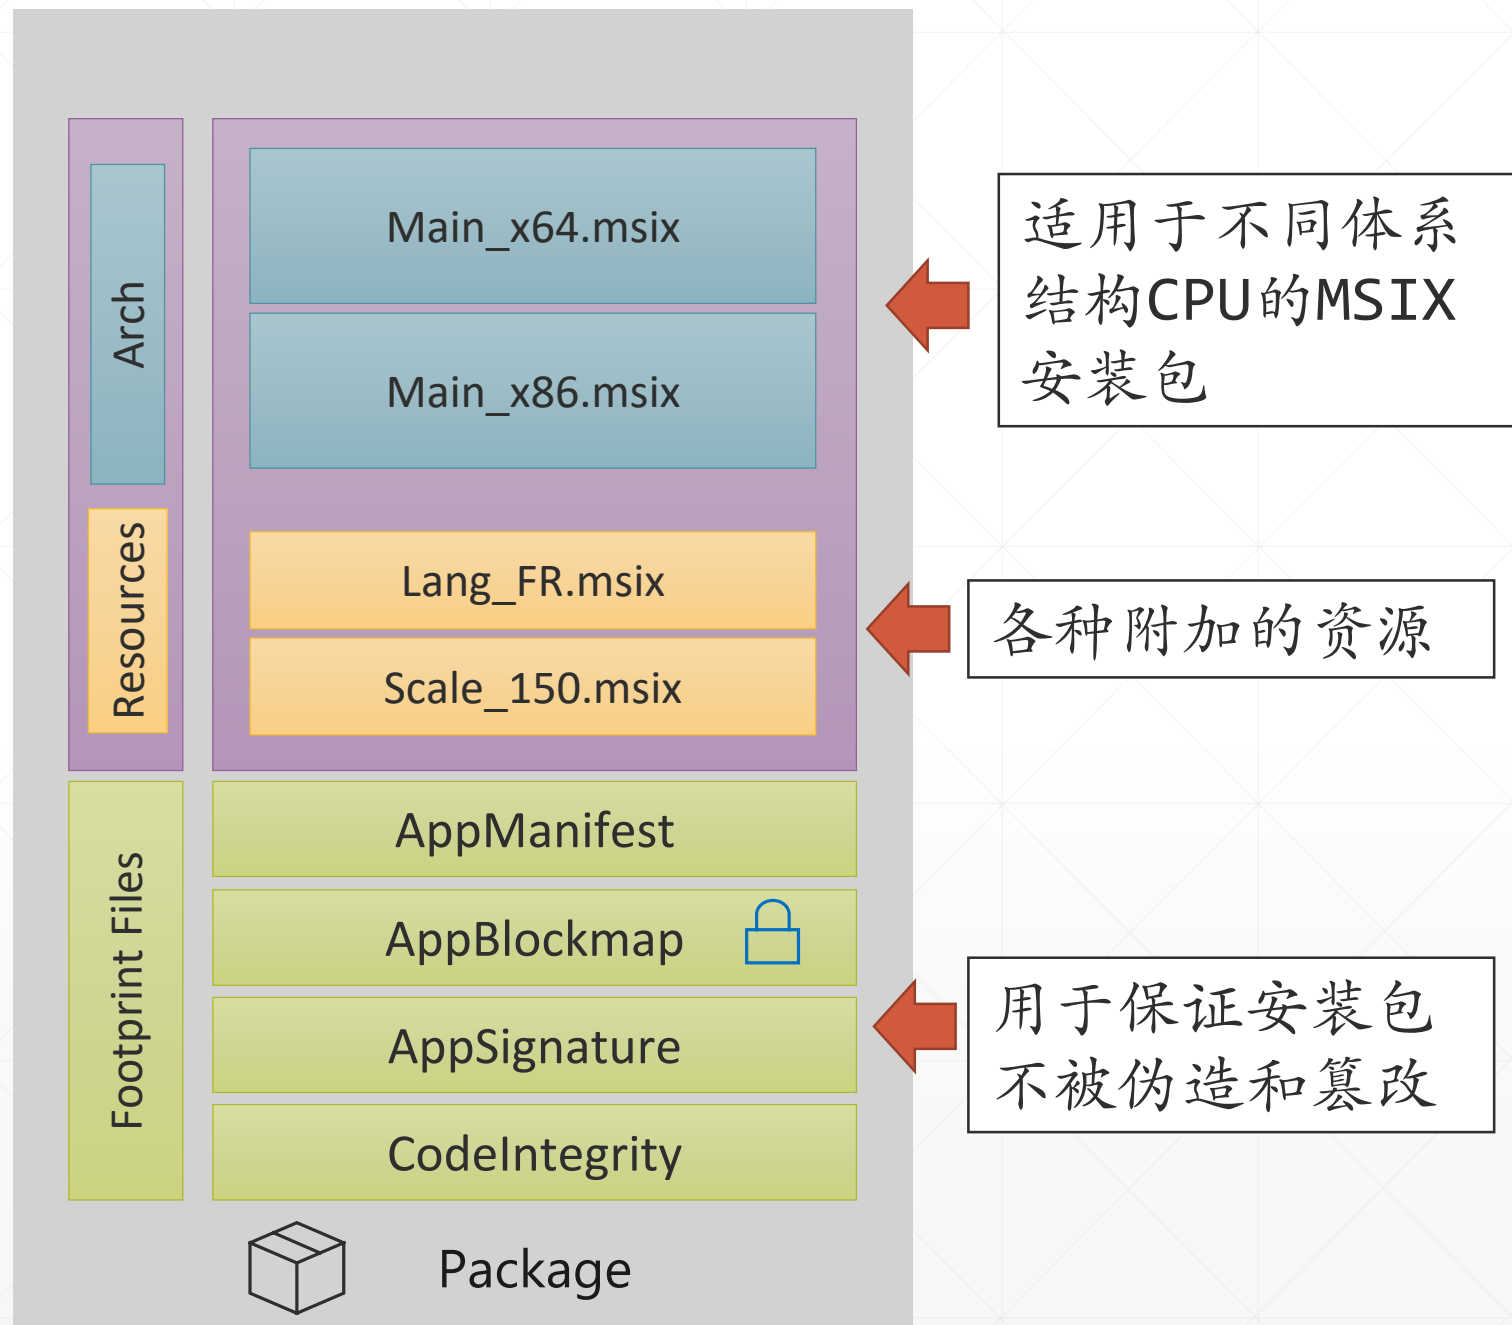 Arch
Main_x64.msix
Main_x86.msix
适用于不同体系
结构CPU的MSIX
安装包
Resources
Lang_FR.msix
Scale_150.msix
各种附加的资源
Footprint Files
AppManifest
AppBlockmap
AppSignature
CodeIntegrity
用于保证安装包
不被伪造和篡改
Package